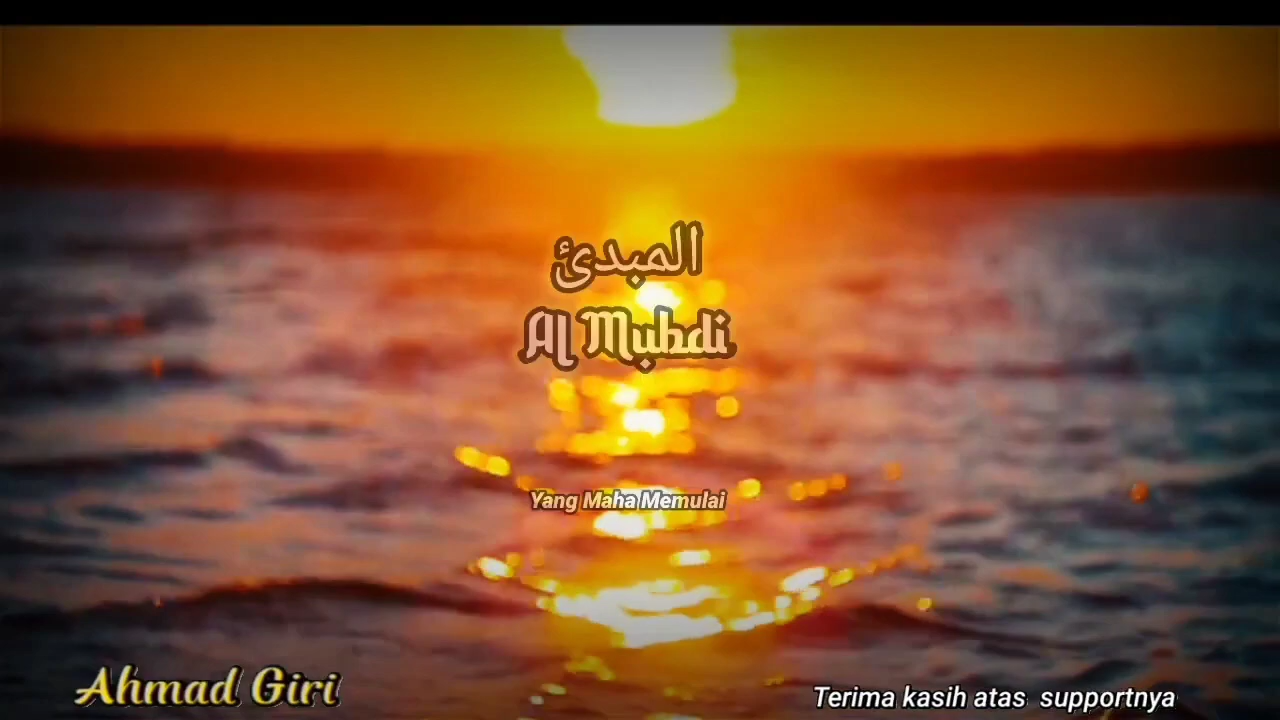 المبدئ
Al Mubdi
Yang Maha Memulai
Ahmad Giri
Terima kasih atas supportnya